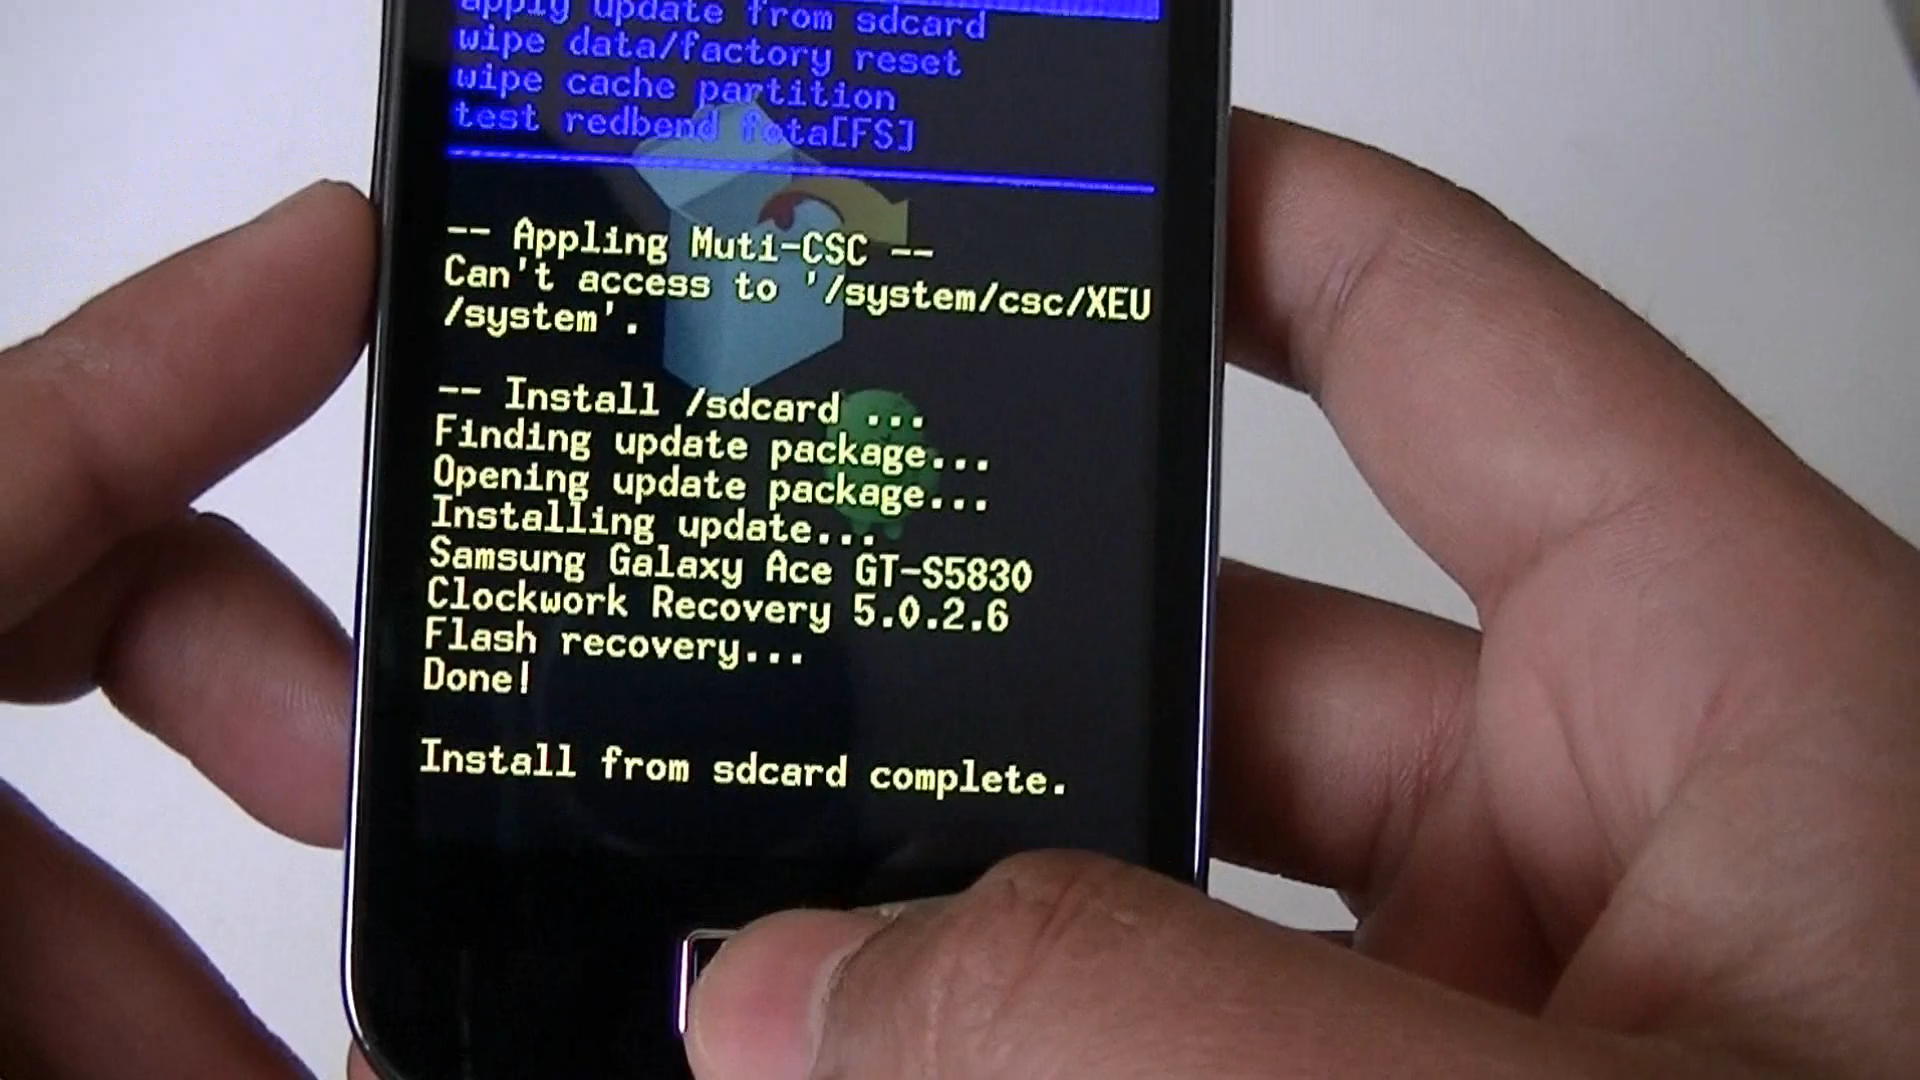 apply update from sdcard
wipe data/factory reset
wipe cache partition
test redbend fota[FS]
-- Appling Muti-CSC --
Can't access to '/system/csc/XEU
/system'.
-- Install /sdcard ...
Finding update package...
Opening update package...
Installing update...
Samsung Galaxy Ace GT-S5830
Clockwork Recovery 5.0.2.6
Flash recovery...
Done!
Install from sdcard complete.